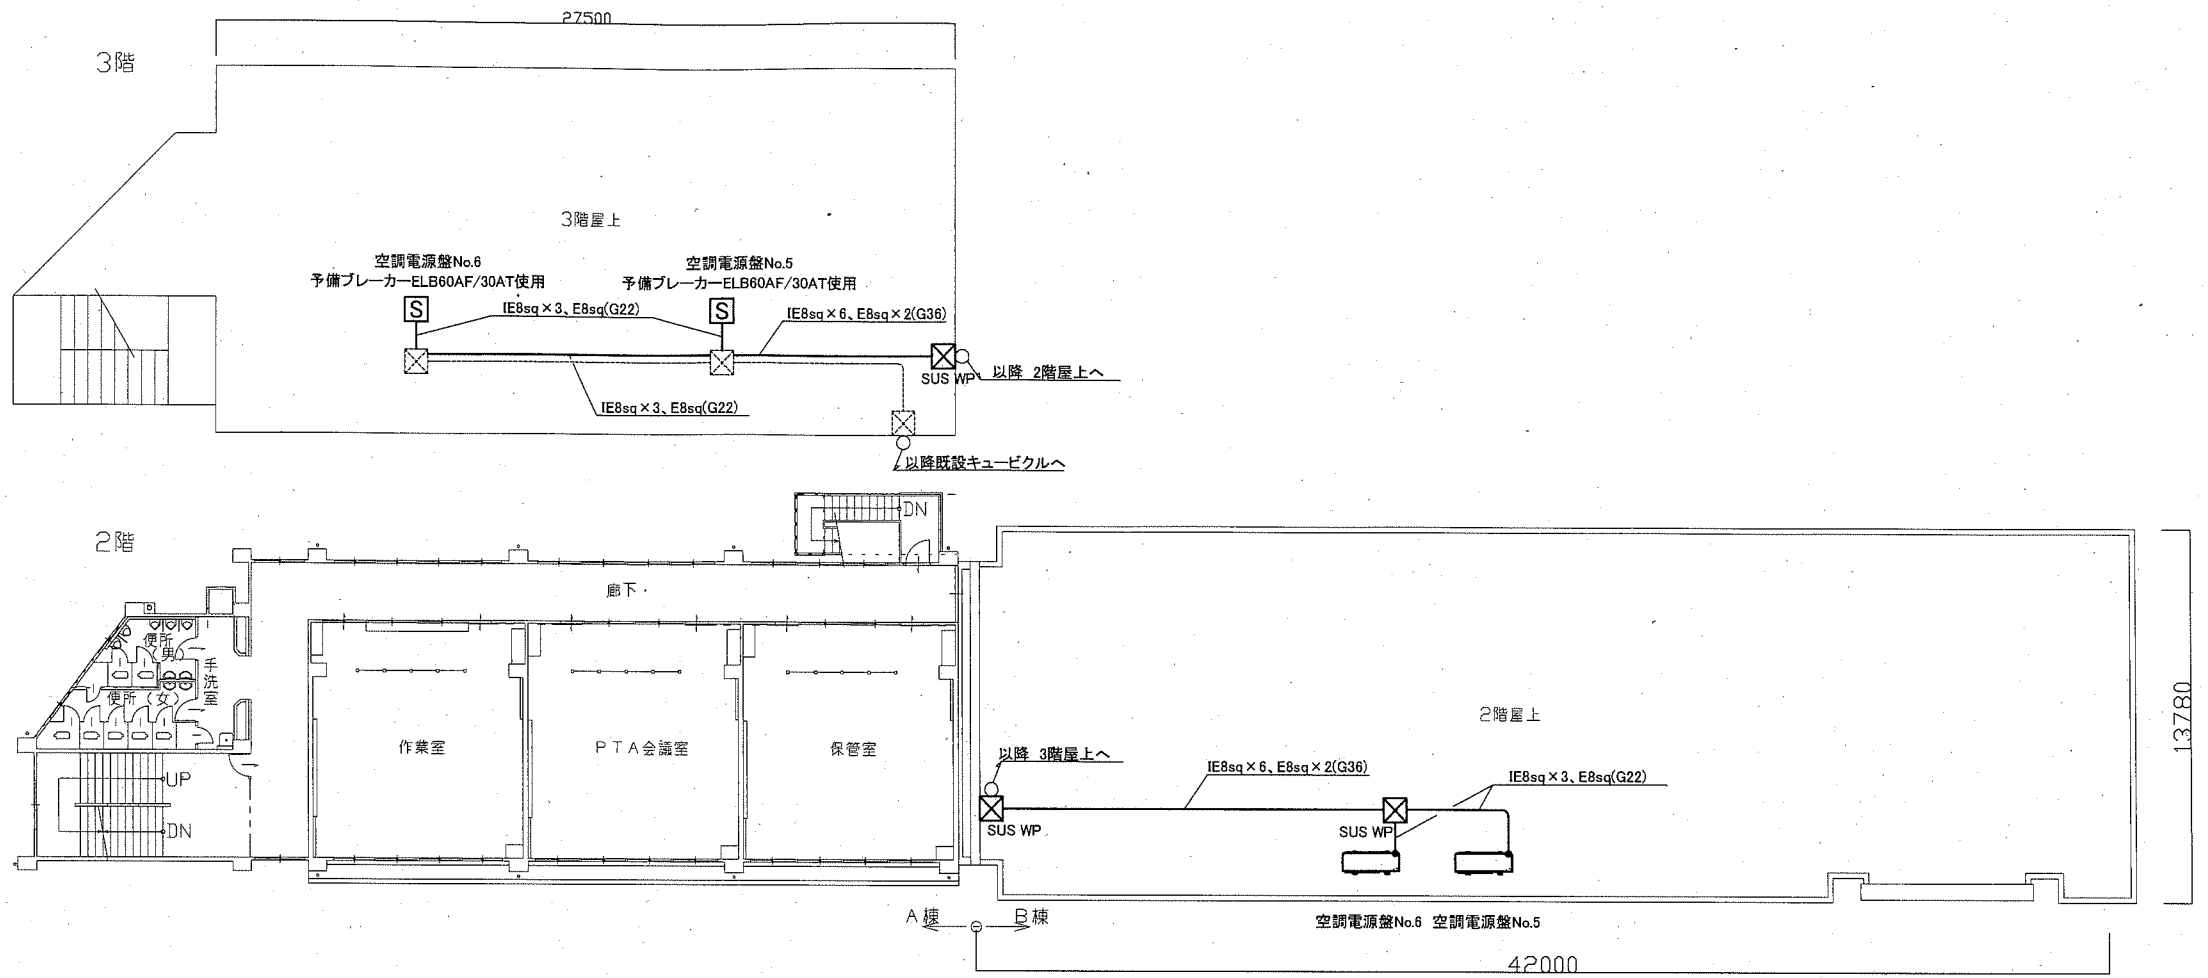 27500
3階
3階屋上
空調電源盤No.6
予備ブレーカーELB60AF/30AT使用
空調電源盤No.5
予備ブレーカーELB60AF/30AT使用
S
S
IE8sq×3、E8sq(G22)
IE8sq×6、E8sq×2(G36)
SUS WP
以降 2階屋上へ
IE8sq×3、E8sq(G22)
以降既設キュービクルへ
2階
DN
廊下
便所
(男)
手洗室
便所(女)
作業室
PTA会議室
保管室
UP
DN
2階屋上
13780
以降 3階屋上へ
IE8sq×6、E8sq×2(G36)
IE8sq×3、E8sq(G22)
SUS WP
SUS WP
A棟
B棟
空調電源盤No.6 空調電源盤No.5
42000